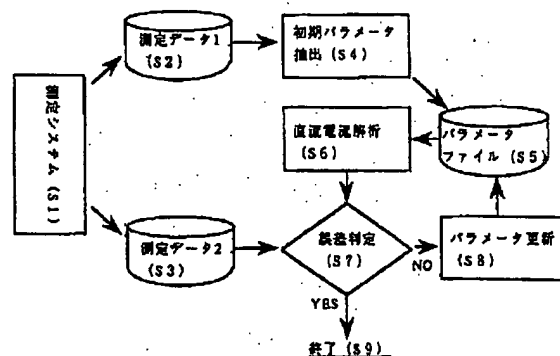 測定データ1
(S2)
初期パラメータ
抽出(S4)
測定システム(S1)
直流電流解析
(S6)
パラメータ
ファイル(S5)
測定データ2
(S3)
誤差判定
(S7)
NO
パラメータ更新
(S8)
YES
終了(S9)